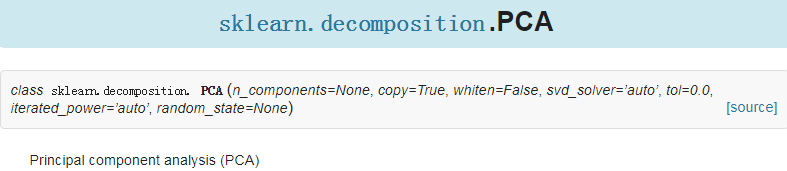 sklearn.decomposition.PCA
class sklearn.decomposition. PCA (n_components=None, copy=True, whiten=False, svd_solver=’auto’, tol=0.0,
iterated_power=’auto’, random_state=None)
[source]
Principal component analysis (PCA)